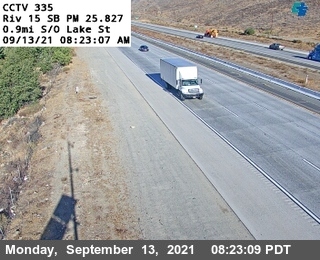 CCTV 335
Riv 15 SB PM 25.827
0.9mi S/O Lake St
09/13/21 08:23:07 AM
Monday, September 13, 2021 08:23:09 PDT